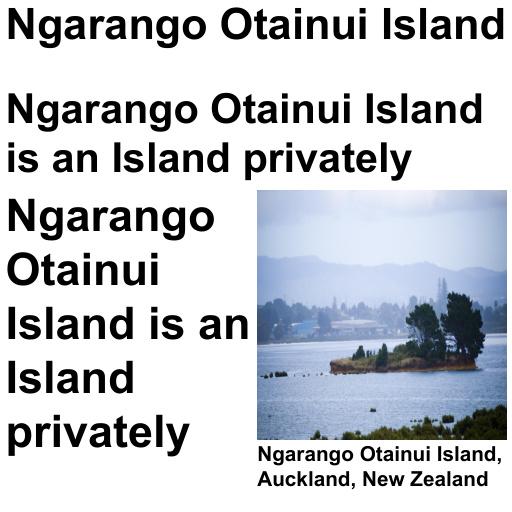 Ngarango Otainui Island
Ngarango Otainui Island
is an Island privately
Ngarango
Otainui
Island is an
Island
privately
Ngarango Otainui Island,
Auckland, New Zealand